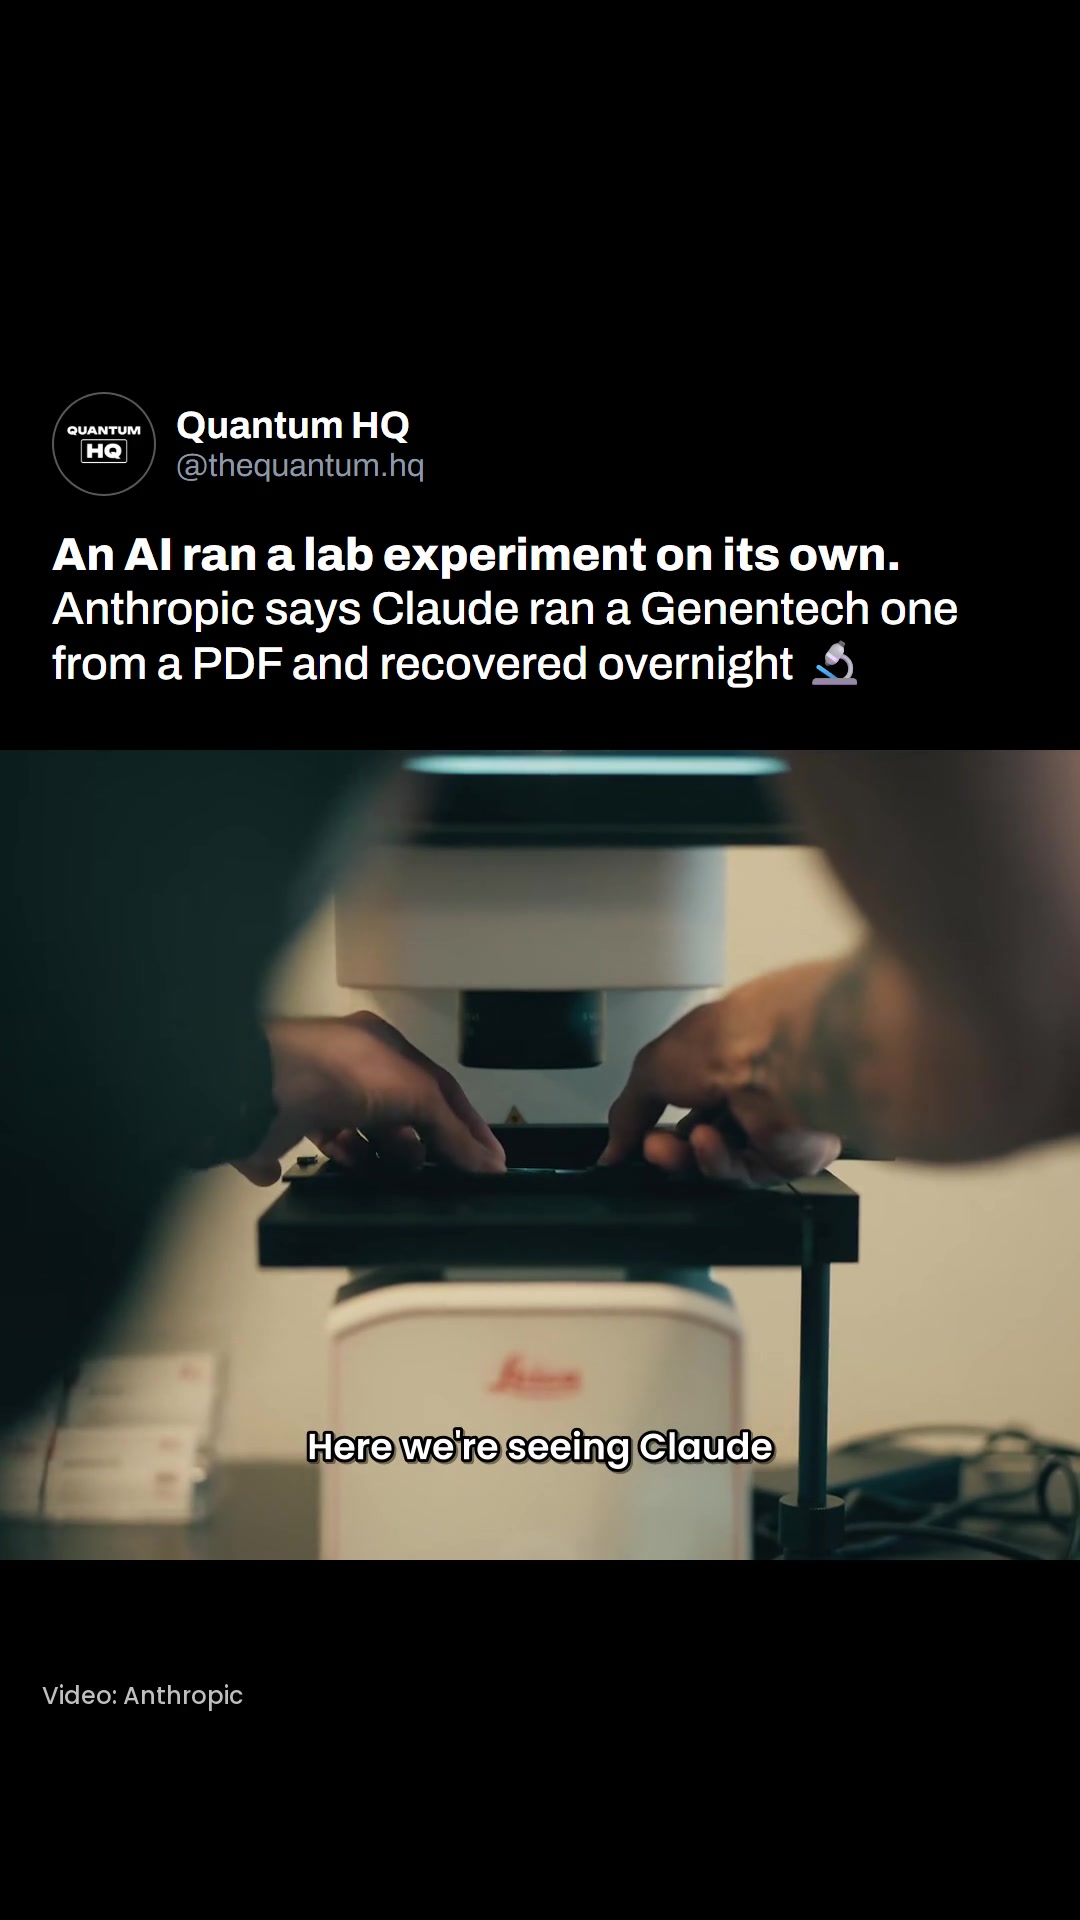 QUANTUM
HQ
Quantum HQ
@thequantum.hq
An AI ran a lab experiment on its own.
Anthropic says Claude ran a Genentech one
from a PDF and recovered overnight 🔬
Leica
Here we're seeing Claude
Video: Anthropic